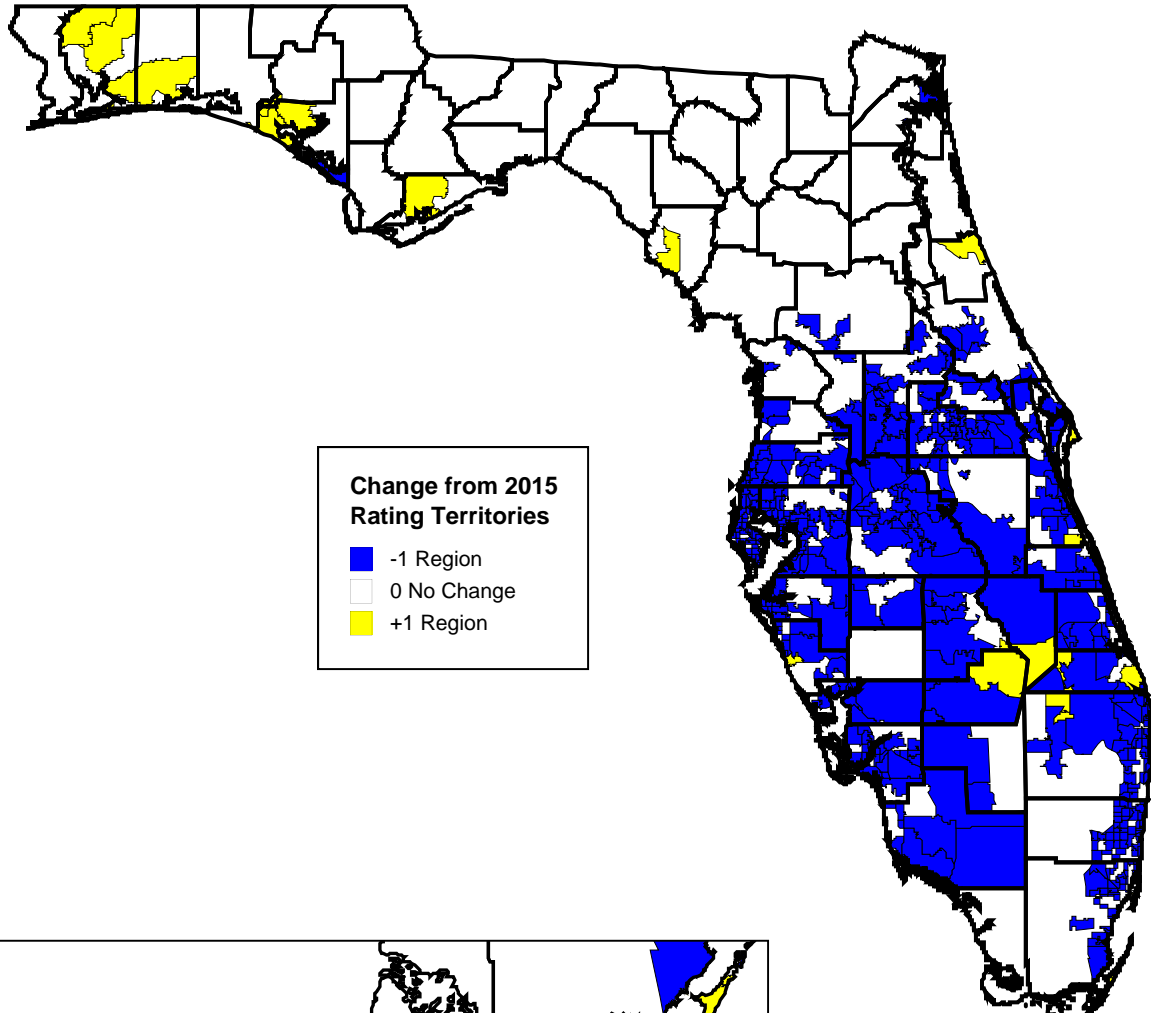 Change from 2015
Rating Territories
-1 Region
0 No Change
+1 Region